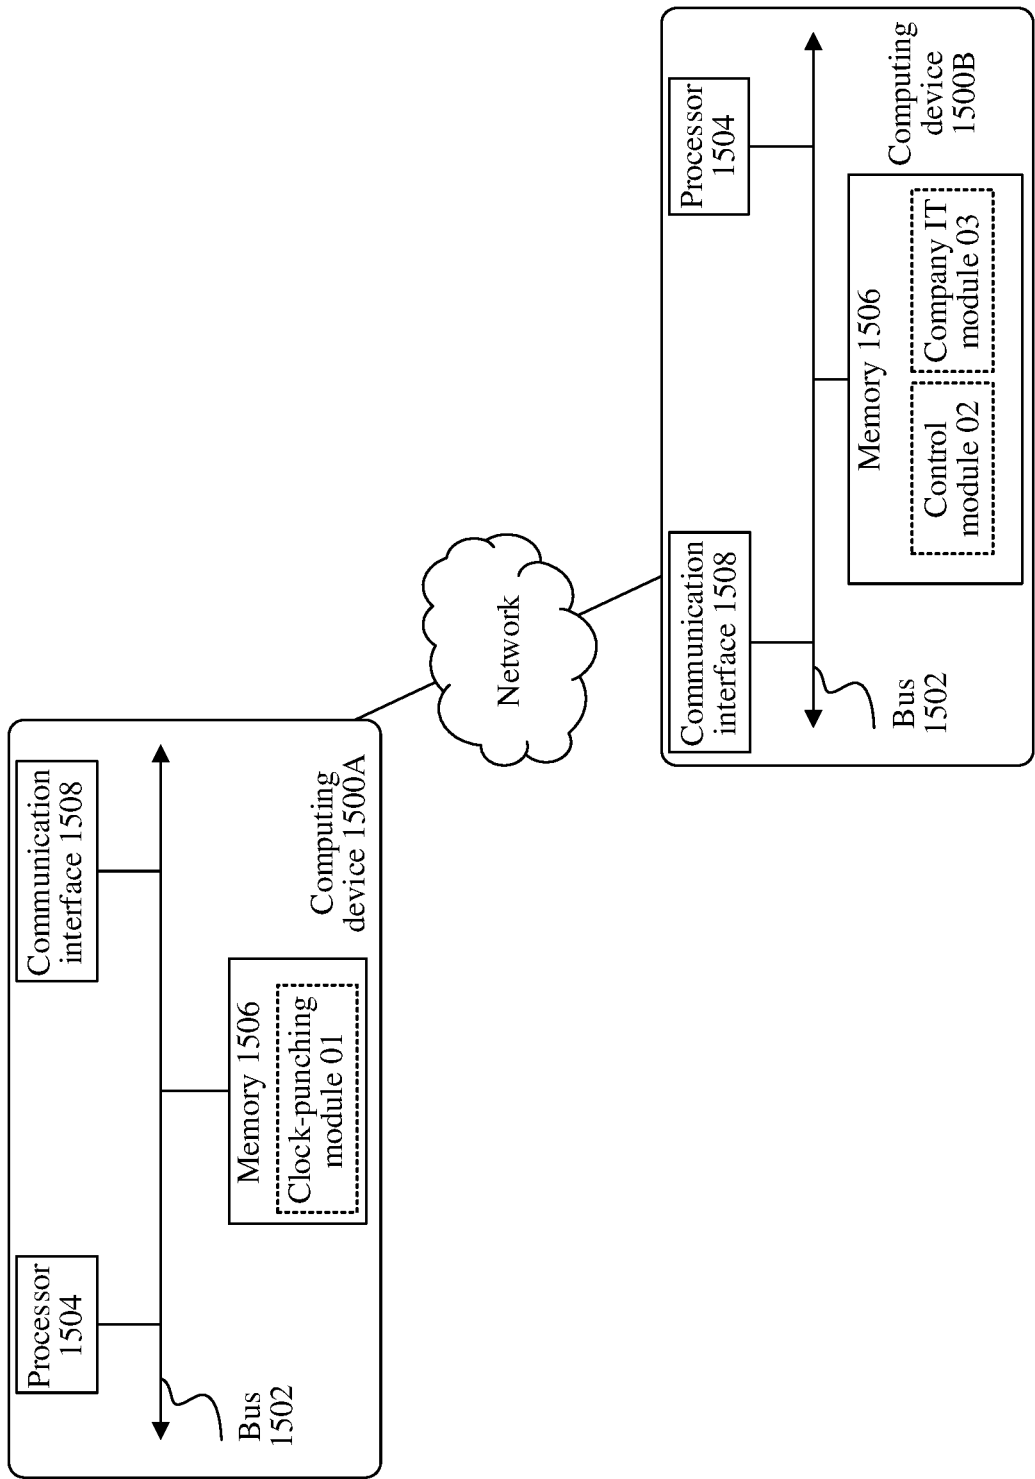 Processor
1504
Communication
interface 1508
Bus
1502
Memory 1506
Clock-punching
module 01
Computing
device 1500A
Network
Communication
interface 1508
Processor
1504
Bus
1502
Memory 1506
Control
module 02
Company IT
module 03
Computing
device
1500B